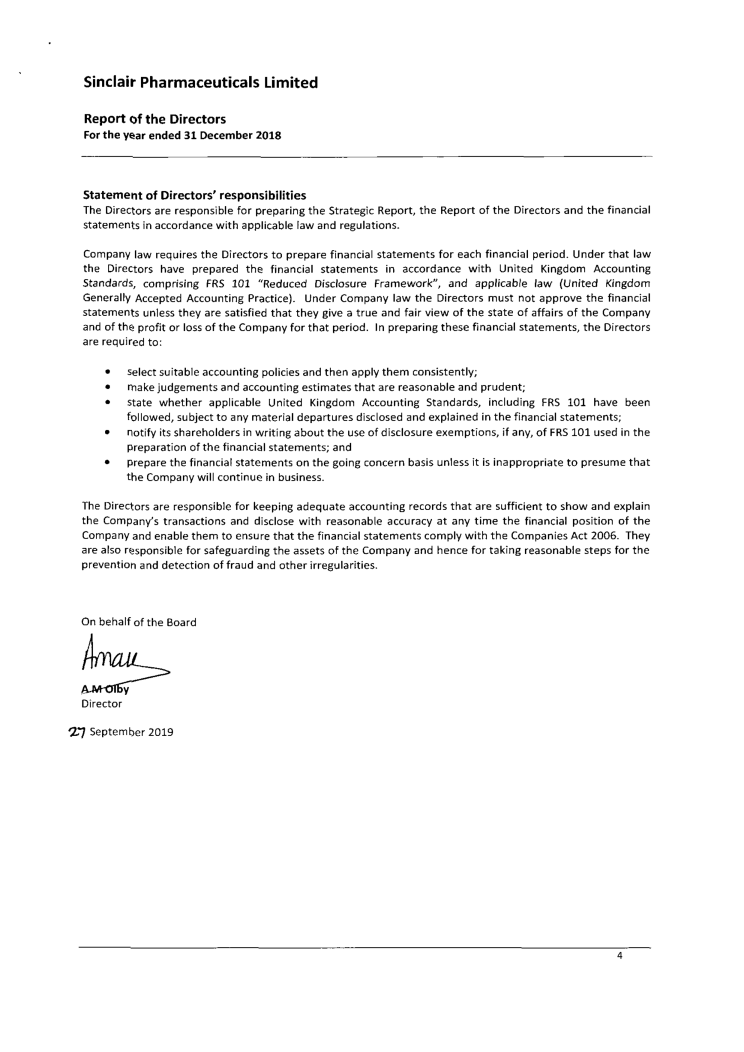 Sinclair Pharmaceuticals Limited
Report of the Directors
For the year ended 31 December 2018
Statement of Directors' responsibilities
The Directors are responsible for preparing the Strategic Report, the Report of the Directors and the financial
statements in accordance with applicable law and regulations.
Company law requires the Directors to prepare financial statements for each financial period. Under that law
the Directors have prepared the financial statements in accordance with United Kingdom Accounting
Standards, comprising FRS 101 "Reduced Disclosure Framework", and applicable law (United Kingdom
Generally Accepted Accounting Practice). Under Company law the Directors must not approve the financial
statements unless they are satisfied that they give a true and fair view of the state of affairs of the Company
and of the profit or loss of the Company for that period. In preparing these financial statements, the Directors
are required to:
• select suitable accounting policies and then apply them consistently;
• make judgements and accounting estimates that are reasonable and prudent;
• state whether applicable United Kingdom Accounting Standards, including FRS 101 have been
followed, subject to any material departures disclosed and explained in the financial statements;
• notify its shareholders in writing about the use of disclosure exemptions, if any, of FRS 101 used in the
preparation of the financial statements; and
• prepare the financial statements on the going concern basis unless it is inappropriate to presume that
the Company will continue in business.
The Directors are responsible for keeping adequate accounting records that are sufficient to show and explain
the Company's transactions and disclose with reasonable accuracy at any time the financial position of the
Company and enable them to ensure that the financial statements comply with the Companies Act 2006. They
are also responsible for safeguarding the assets of the Company and hence for taking reasonable steps for the
prevention and detection of fraud and other irregularities.
On behalf of the Board
A M Olby
Director
27 September 2019
4